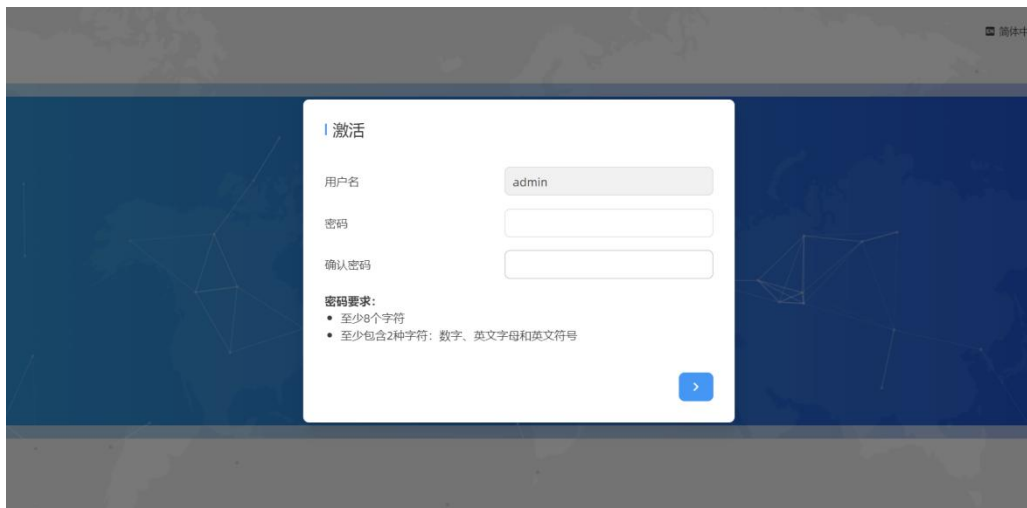 简体中
激活
用户名
admin
密码
确认密码
密码要求：
至少8个字符
至少包含2种字符：数字、英文字母和英文符号